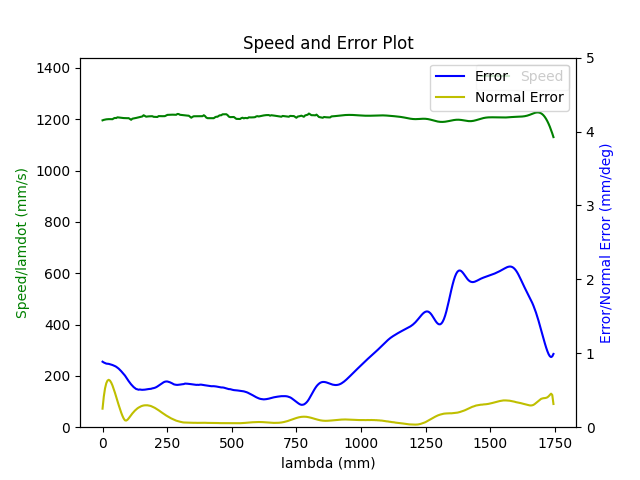 Speed and Error Plot
1400
1200
1000
800
600
400
200
0
Speed/lamdot (mm/s)
5
4
3
2
1
0
Error/Normal Error (mm/deg)
Error Speed
Normal Error
0 250 500 750 1000 1250 1500 1750
lambda (mm)